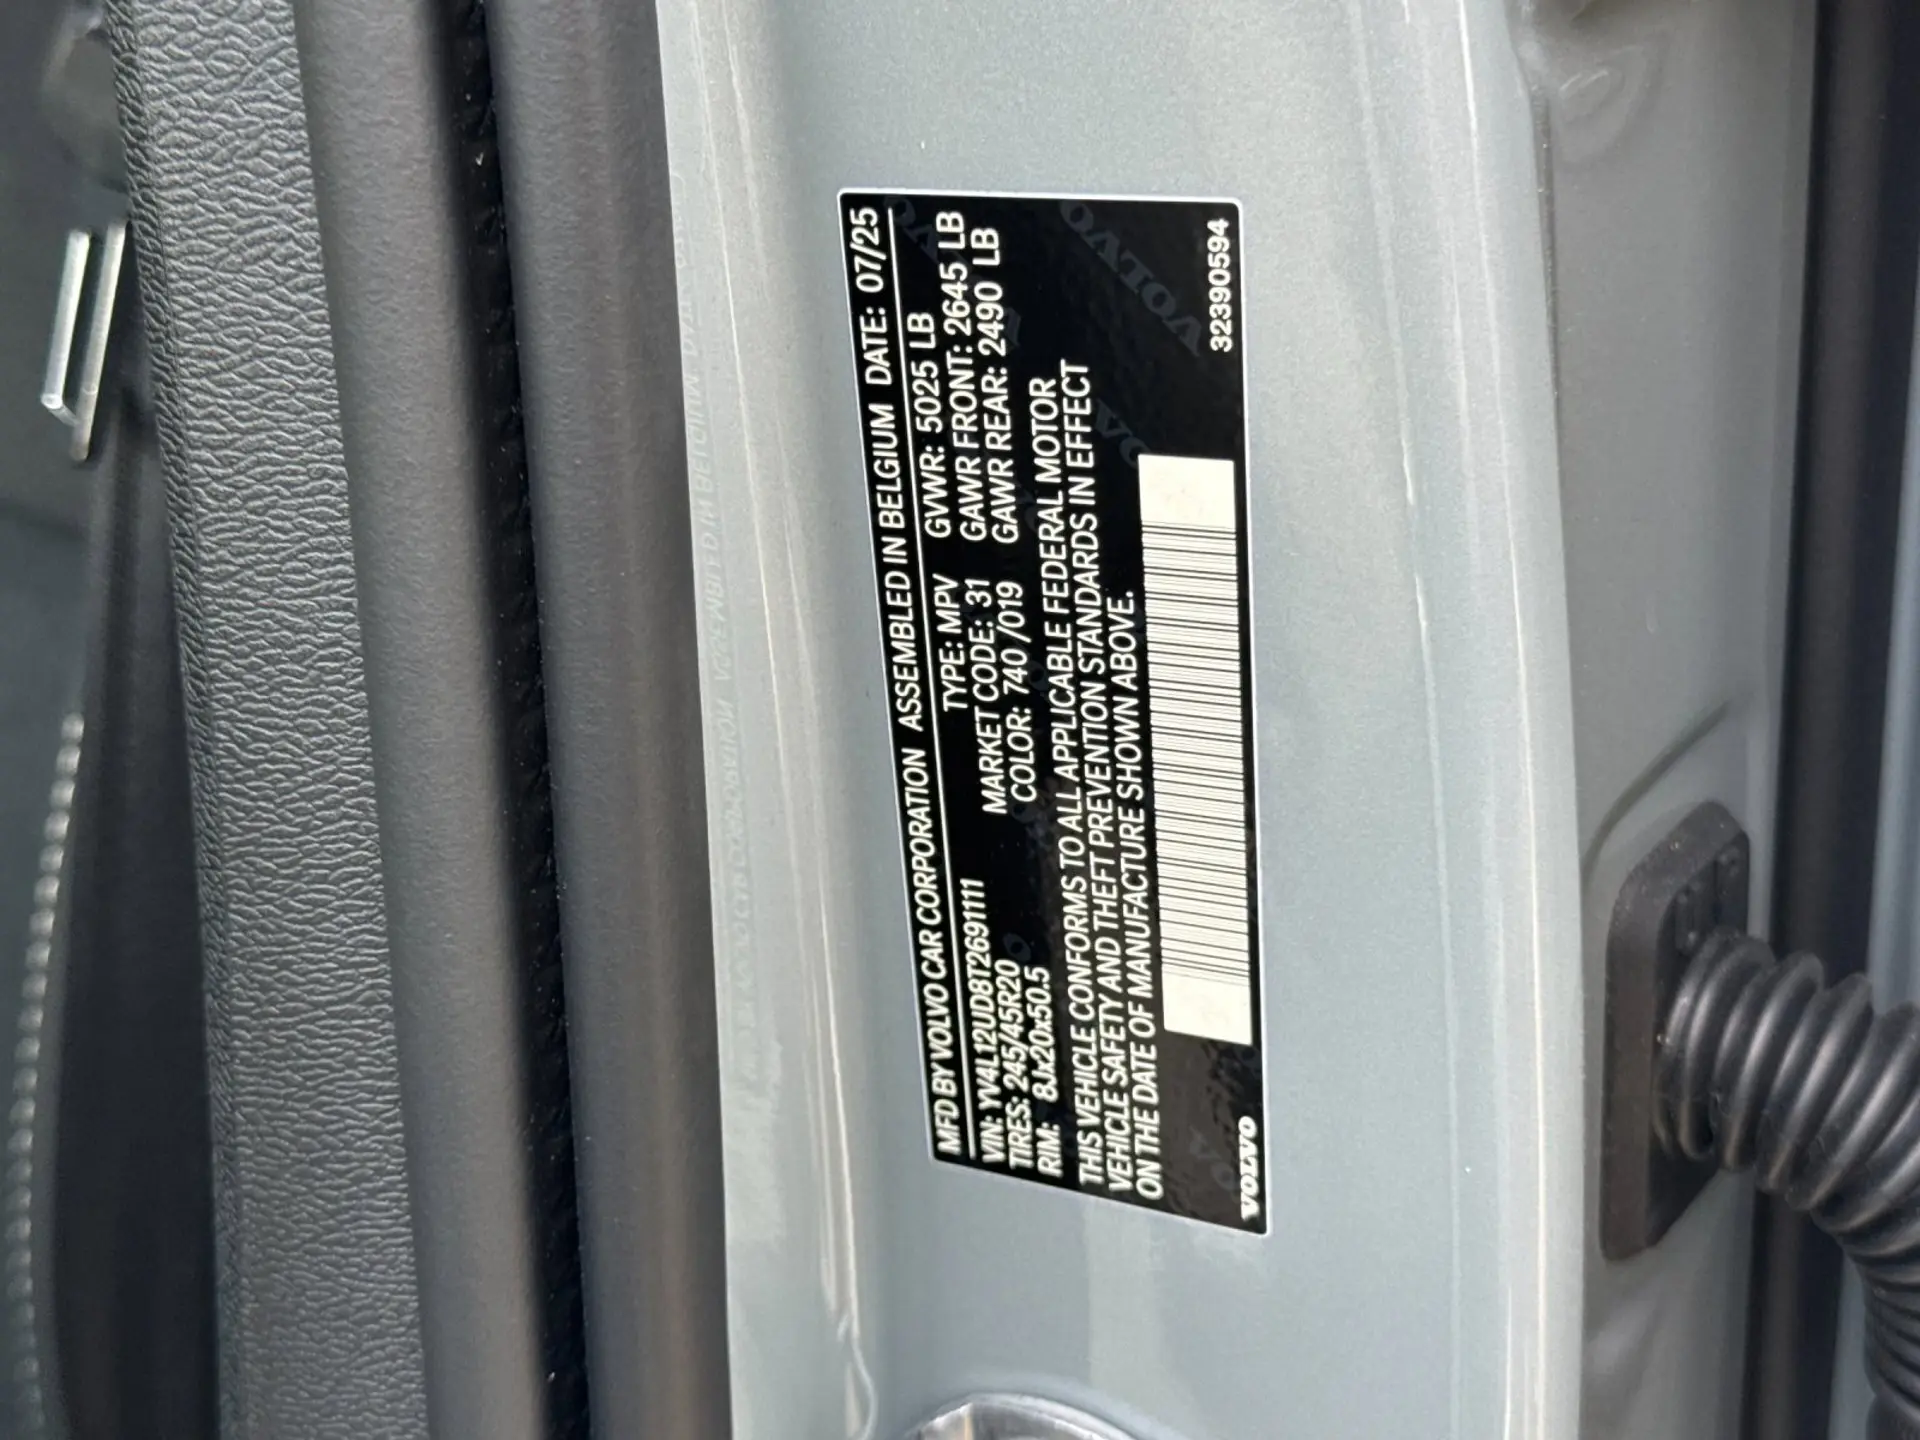 MFD BY VOLVO CAR CORPORATION ASSEMBLED IN BELGIUM DATE: 07/25
VIN: YV4L12UD8T2691111 TYPE: MPV GVWR: 5025 LB
TIRES: 245/45R20 MARKET CODE: 31 GAWR FRONT: 2645 LB
RIM: 8Jx20x50.5 COLOR: 740 /019 GAWR REAR: 2490 LB
THIS VEHICLE CONFORMS TO ALL APPLICABLE FEDERAL MOTOR
VEHICLE SAFETY AND THEFT PREVENTION STANDARDS IN EFFECT
ON THE DATE OF MANUFACTURE SHOWN ABOVE.
VOLVO 32390594